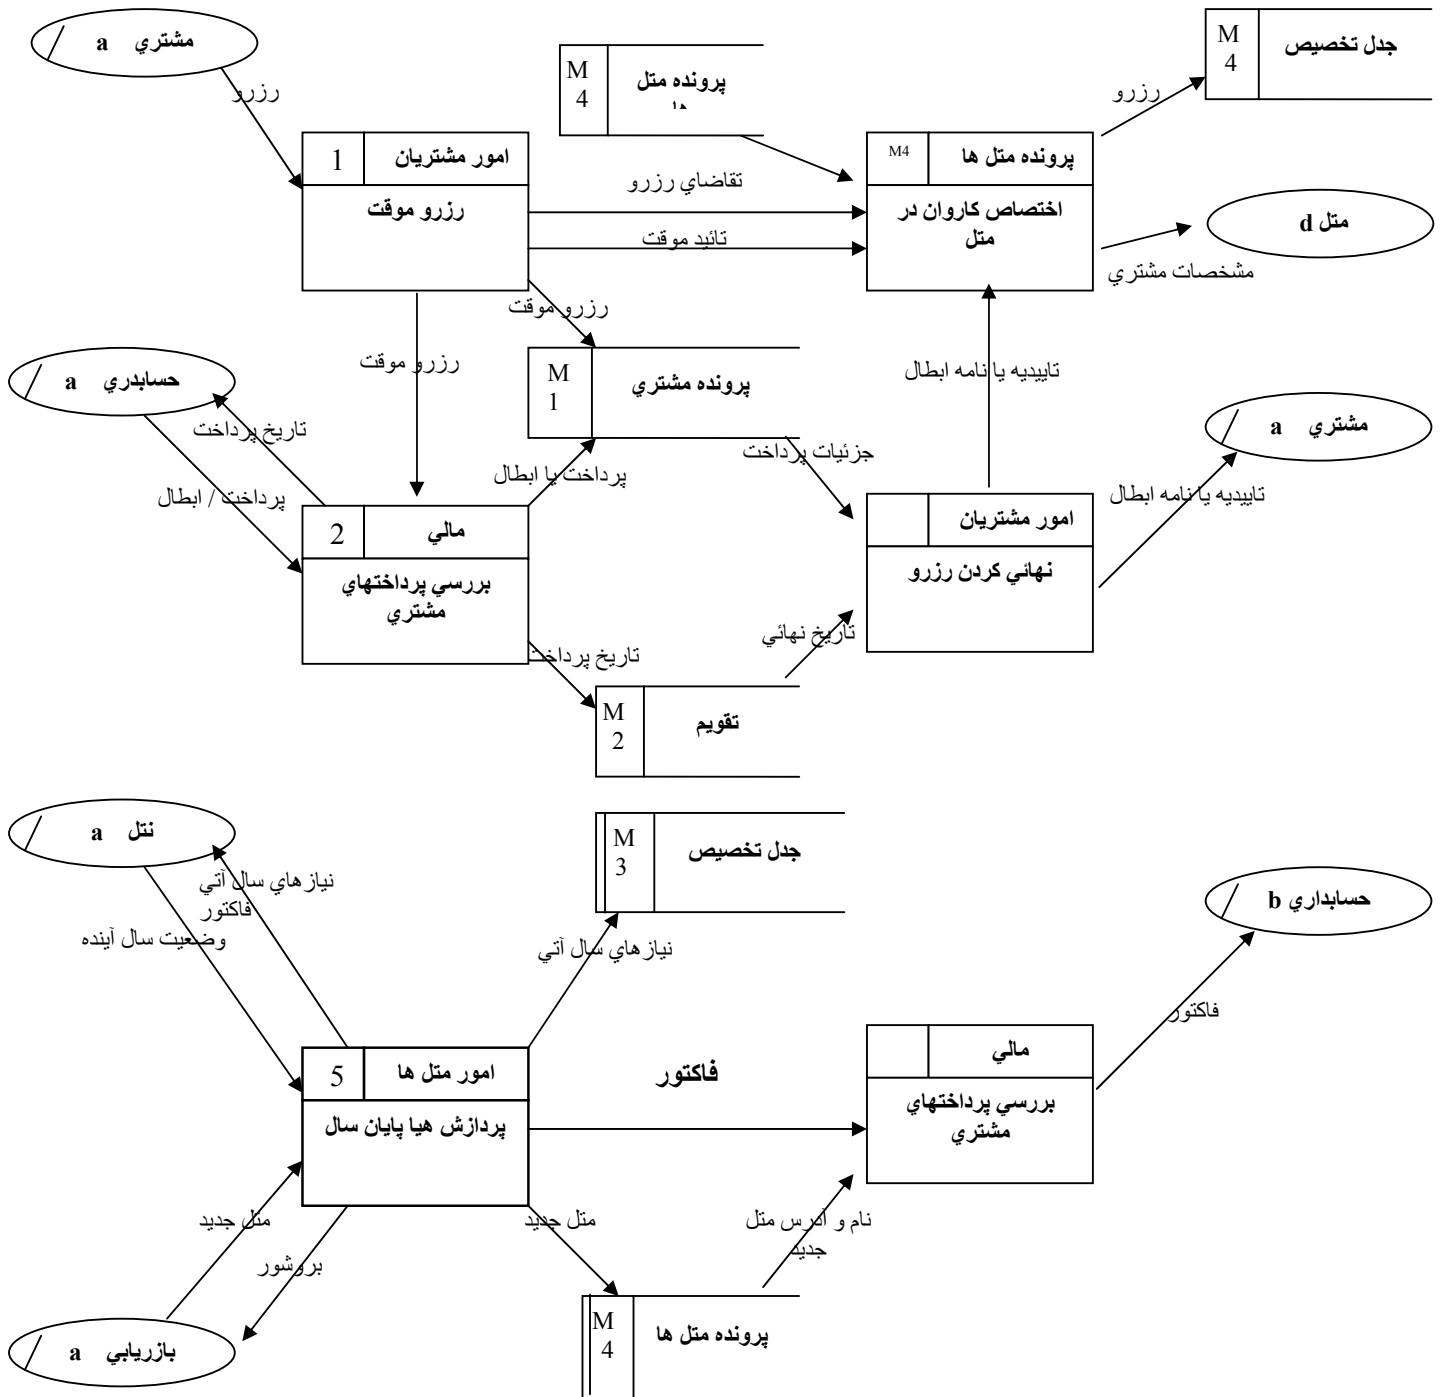 مشتري a
M
4
جدل تخصيص
M
4
پرونده متل
رزرو
رزرو
1
امور مشتريان
رزرو موقت
M4
پرونده متل ها
اختصاص كاروان در
متل
تقاضاي رزرو
تائيد موقت
متل d
مشخصات مشتري
رزرو موقت
رزرو موقت
تاييديه يا نامه ابطال
حسابدري a
M
1
پرونده مشتري
مشتري a
تاريخ پرداخت
پرداخت / ابطال
پرداخت يا ابطال
جزئيات پرداخت
تاييديه يا نامه ابطال
2
مالي
بررسي پرداختهاي
مشتري
امور مشتريان
نهائي كردن رزرو
تاريخ پرداخت
تاريخ نهائي
M
2
تقويم
نتل a
M
3
جدل تخصيص
نيازهاي سال آتي
فاكتور
وضعيت سال آينده
نيازهاي سال آتي
حسابداري b
فاكتور
5
امور متل ها
پردازش هيا پايان سال
فاكتور
مالي
بررسي پرداختهاي
مشتري
متل جديد
بروشور
متل جديد
نام و آدرس متل
جديد
M
4
پرونده متل ها
بازريابي a